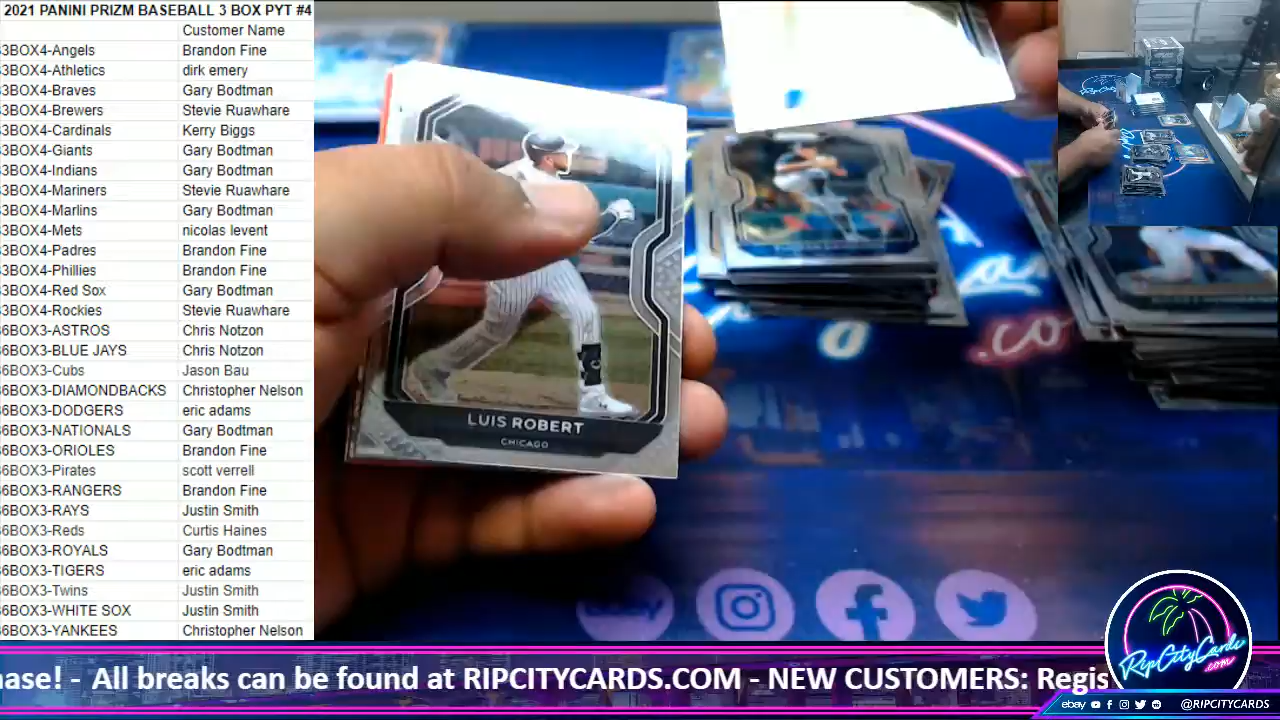 2021 PANINI PRIZM BASEBALL 3 BOX PYT #4
Customer Name
3BOX4-Angels Brandon Fine
3BOX4-Athletics dirk emery
3BOX4-Braves Gary Bodtman
3BOX4-Brewers Stevie Ruawhare
3BOX4-Cardinals Kerry Biggs
3BOX4-Giants Gary Bodtman
3BOX4-Indians Gary Bodtman
3BOX4-Mariners Stevie Ruawhare
3BOX4-Marlins Gary Bodtman
3BOX4-Mets nicolas levent
3BOX4-Padres Brandon Fine
3BOX4-Phillies Brandon Fine
3BOX4-Red Sox Gary Bodtman
3BOX4-Rockies Stevie Ruawhare
6BOX3-ASTROS Chris Notzon
6BOX3-BLUE JAYS Chris Notzon
6BOX3-Cubs Jason Bau
6BOX3-DIAMONDBACKS Christopher Nelson
6BOX3-DODGERS eric adams
6BOX3-NATIONALS Gary Bodtman
6BOX3-ORIOLES Brandon Fine
6BOX3-Pirates scott verrell
6BOX3-RANGERS Brandon Fine
6BOX3-RAYS Justin Smith
6BOX3-Reds Curtis Haines
6BOX3-ROYALS Gary Bodtman
6BOX3-TIGERS eric adams
6BOX3-Twins Justin Smith
6BOX3-WHITE SOX Justin Smith
6BOX3-YANKEES Christopher Nelson
LUIS ROBERT
CHICAGO
.co
ebay
RipCityCards
.com
ase! - All breaks can be found at RIPCITYCARDS.COM - NEW CUSTOMERS: Regis
ebay @RIPCITYCARDS